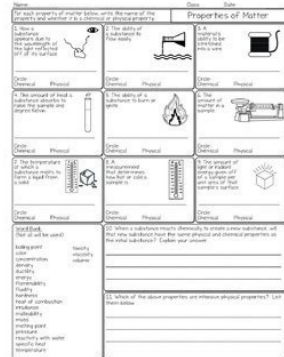 Name
Class
Date
For each property of matter below, write the name of the
property and whether it is a chemical or physical property.
Properties of Matter
1. How a
substance
appears due to
the wavelength of
the light reflected
off of its surface
Circle
Chemical Physical
2. The ability of
a substance to
flow easily
Circle
Chemical Physical
3. A
material's
ability to be
stretched
into a wire
Circle
Chemical Physical
4. The amount of heat a
substance absorbs to
raise the sample one
degree Kelvin
Circle
Chemical Physical
5. The ability of a
substance to burn or
ignite
Circle
Chemical Physical
6. The
amount of
matter in a
sample
Circle
Chemical Physical
7. The temperature
at which a
substance melts to
form a liquid from
a solid
Circle
Chemical Physical
8. A
measurement
that determines
how hot or cold a
sample is
Circle
Chemical Physical
9. The amount of
light or radiant
energy given off
of a sample per
unit area of that
sample's surface
Circle
Chemical Physical
Word Bank
(Not all will be used)
boiling point
color
concentration
density
ductility
energy
flammability
fluidity
hardness
heat of combustion
irradiance
malleability
mass
melting point
pressure
reactivity with water
specific heat
temperature
toxicity
viscosity
volume
10. When a substance reacts chemically to create a new substance, will
that new substance have the same physical and chemical properties as
the initial substance? Explain your answer.
11. Which of the above properties are intensive physical properties? List
them below.